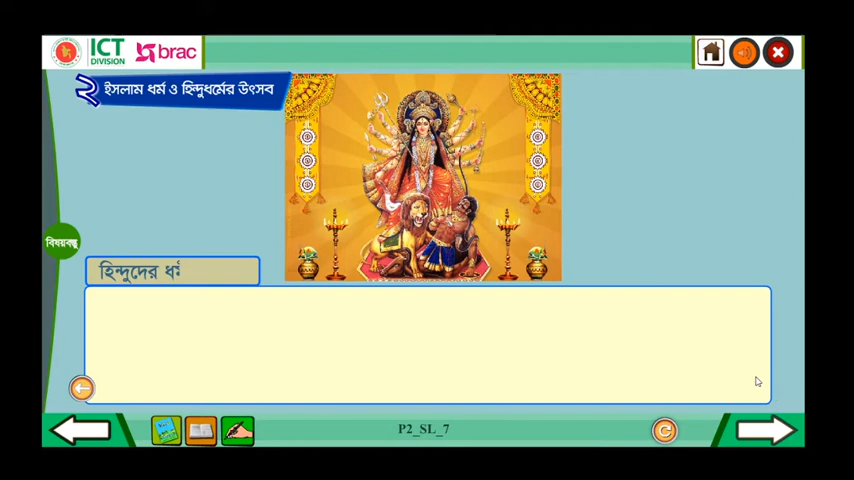 ICT
DIVISION
brac
২ ইসলাম ধর্ম ও হিন্দুধর্মের উৎসব
বিষয়বস্তু
হিন্দুদের
P2_SL_7